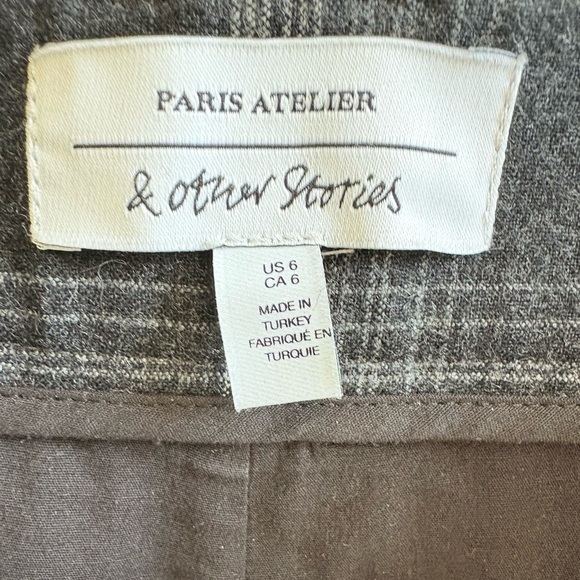 PARIS ATELIER
& other Stories
US 6
CA 6
MADE IN
TURKEY
FABRIQUÉ EN
TURQUIE